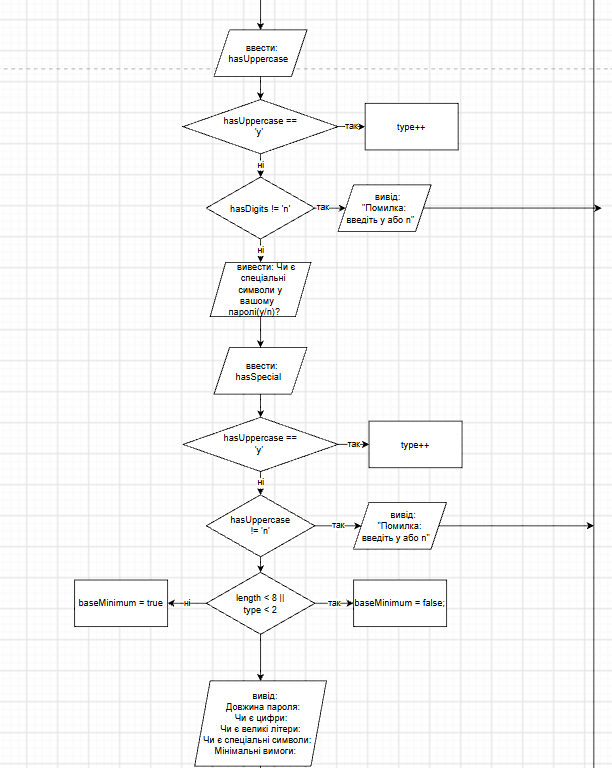 ввести:
hasUppercase
hasUppercase ==
'y'
так
type++
ні
hasDigits != 'n'
так
вивід:
"Помилка:
введіть у або n"
ні
вивести: Чи є
спеціальні
символи у
вашому
паролі(y/n)?
ввести:
hasSpecial
hasUppercase ==
'y'
так
type++
ні
hasUppercase
!= 'n'
так
вивід:
"Помилка:
введіть у або n"
length < 8 ||
type < 2
ні
baseMinimum = true
так
baseMinimum = false;
вивід:
Довжина пароля:
Чи є цифри:
Чи є великі літери:
Чи є спеціальні символи:
Мінімальні вимоги: